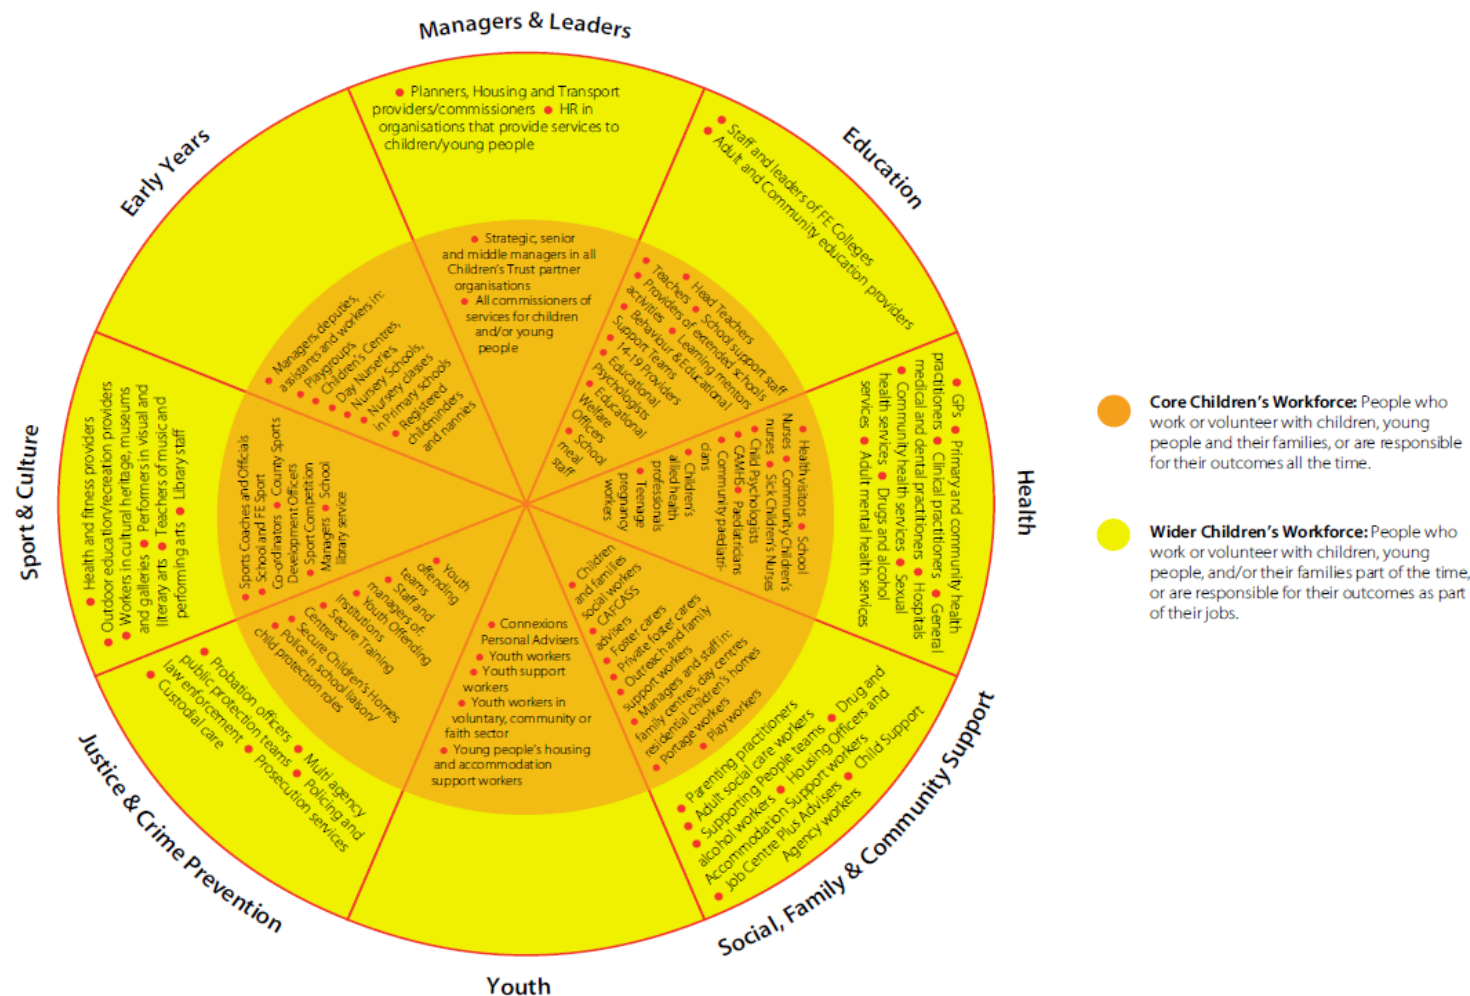 Managers & Leaders
● Planners, Housing and Transport
providers/commissioners ● HR in
organisations that provide services to
children/young people
● Strategic, senior
and middle managers in all
Children's Trust partner
organisations
● All commissioners of
services for children
and/or young
people
Education
● Staff and leaders of FE Colleges
● Adult and Community education providers
● Head Teachers
● Teachers ● School support staff
● Providers of extended schools
activities ● Learning mentors
● Behaviour & Educational
Support Teams
● 14-19 Providers
● Educational
Psychologists
● Educational
Welfare
Officers
● School
meal
staff
Health
● GPs ● Primary and community health
practitioners ● Clinical practitioners ● General
medical and dental practitioners ● Hospitals
● Community health services ● Sexual
health services ● Drugs and alcohol
services ● Adult mental health services
● Health visitors ● School
Nurses ● Community Children's
nurses ● Sick Children's Nurses
● Child Psychologists
● CAMHS ● Paediatricians
● Community paediatri-
cians
● Children's
allied health
professionals
● Teenage
pregnancy
workers
Social, Family & Community Support
● Children
and families
social workers
● CAFCASS
advisers
● Foster carers
● Private foster carers
● Outreach and family
support workers
● Managers and staff in:
family centres, day centres
residential children's homes
● Portage workers
● Play workers
● Parenting practitioners
● Adult social care workers
● Supporting People teams ● Drug and
alcohol workers ● Housing Officers and
Accommodation Support workers
● Job Centre Plus Advisers ● Child Support
Agency workers
Youth
● Connexions
Personal Advisers
● Youth workers
● Youth support
workers
● Youth workers in
voluntary, community or
faith sector
● Young people's housing
and accommodation
support workers
Justice & Crime Prevention
● Youth
offending
teams
● Staff and
managers of:
● Youth Offending
Institutions
● Secure Training
Centres
● Secure Children's Homes
● Police in school liaison/
child protection roles
● Probation officers ● Multi agency
public protection teams ● Policing and
law enforcement ● Prosecution services
● Custodial care
Sport & Culture
● Health and fitness providers
● Outdoor education/recreation providers
● Workers in cultural heritage, museums
and galleries ● Performers in visual and
literary arts ● Teachers of music and
performing arts ● Library staff
● Sports Coaches and Officials
● School and FE Sport
Co-ordinators ● County Sports
Development Officers
● Sport Competition
Managers ● School
library service
Early Years
● Managers, deputies,
assistants and workers in:
● Playgroups
● Children's Centres,
● Day Nurseries,
● Nursery Schools,
● Nursery classes
in Primary schools
● Registered
childminders
and nannies
Core Children's Workforce: People who
work or volunteer with children, young
people and their families, or are responsible
for their outcomes all the time.
Wider Children's Workforce: People who
work or volunteer with children, young
people, and/or their families part of the time,
or are responsible for their outcomes as part
of their jobs.